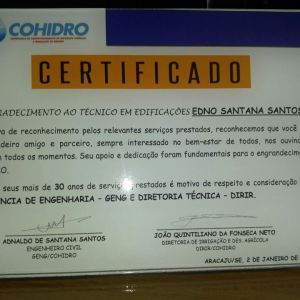 COHIDRO
CERTIFICADO
RADECIMENTO AO TÉCNICO EM EDIFICAÇÕES EDNO SANTANA SANTOS
va de reconhecimento pelos relevantes serviços prestados, reconhecemos que você
deiro amigo e parceiro, sempre interessado no bem-estar de todos, nos ouvind
m todos os momentos. Seu apoio e dedicação foram fundamentais para o engrandecim
O.
seus mais de 30 anos de serviços prestados é motivo de respeito e consideração
NCIA DE ENGENHARIA - GENG E DIRETORIA TÉCNICA - DIRIR.
ADNALDO DE SANTANA SANTOS
ENGENHEIRO CIVIL
GENG/COHIDRO
JOÃO QUINTILIANO DA FONSECA NETO
DIRETORIA DE IRRIGAÇÃO E DES. AGRÍCOLA
DIRIR/COHIDRO
ARACAJU/SE, 2 DE JANEIRO DE